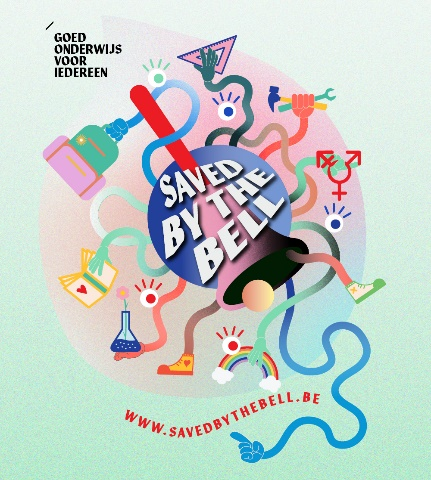 GOED
ONDERWIJS
VOOR
IEDEREEN
SAVED
BY THE
BELL
WWW.SAVEDBYTHEBELL.BE